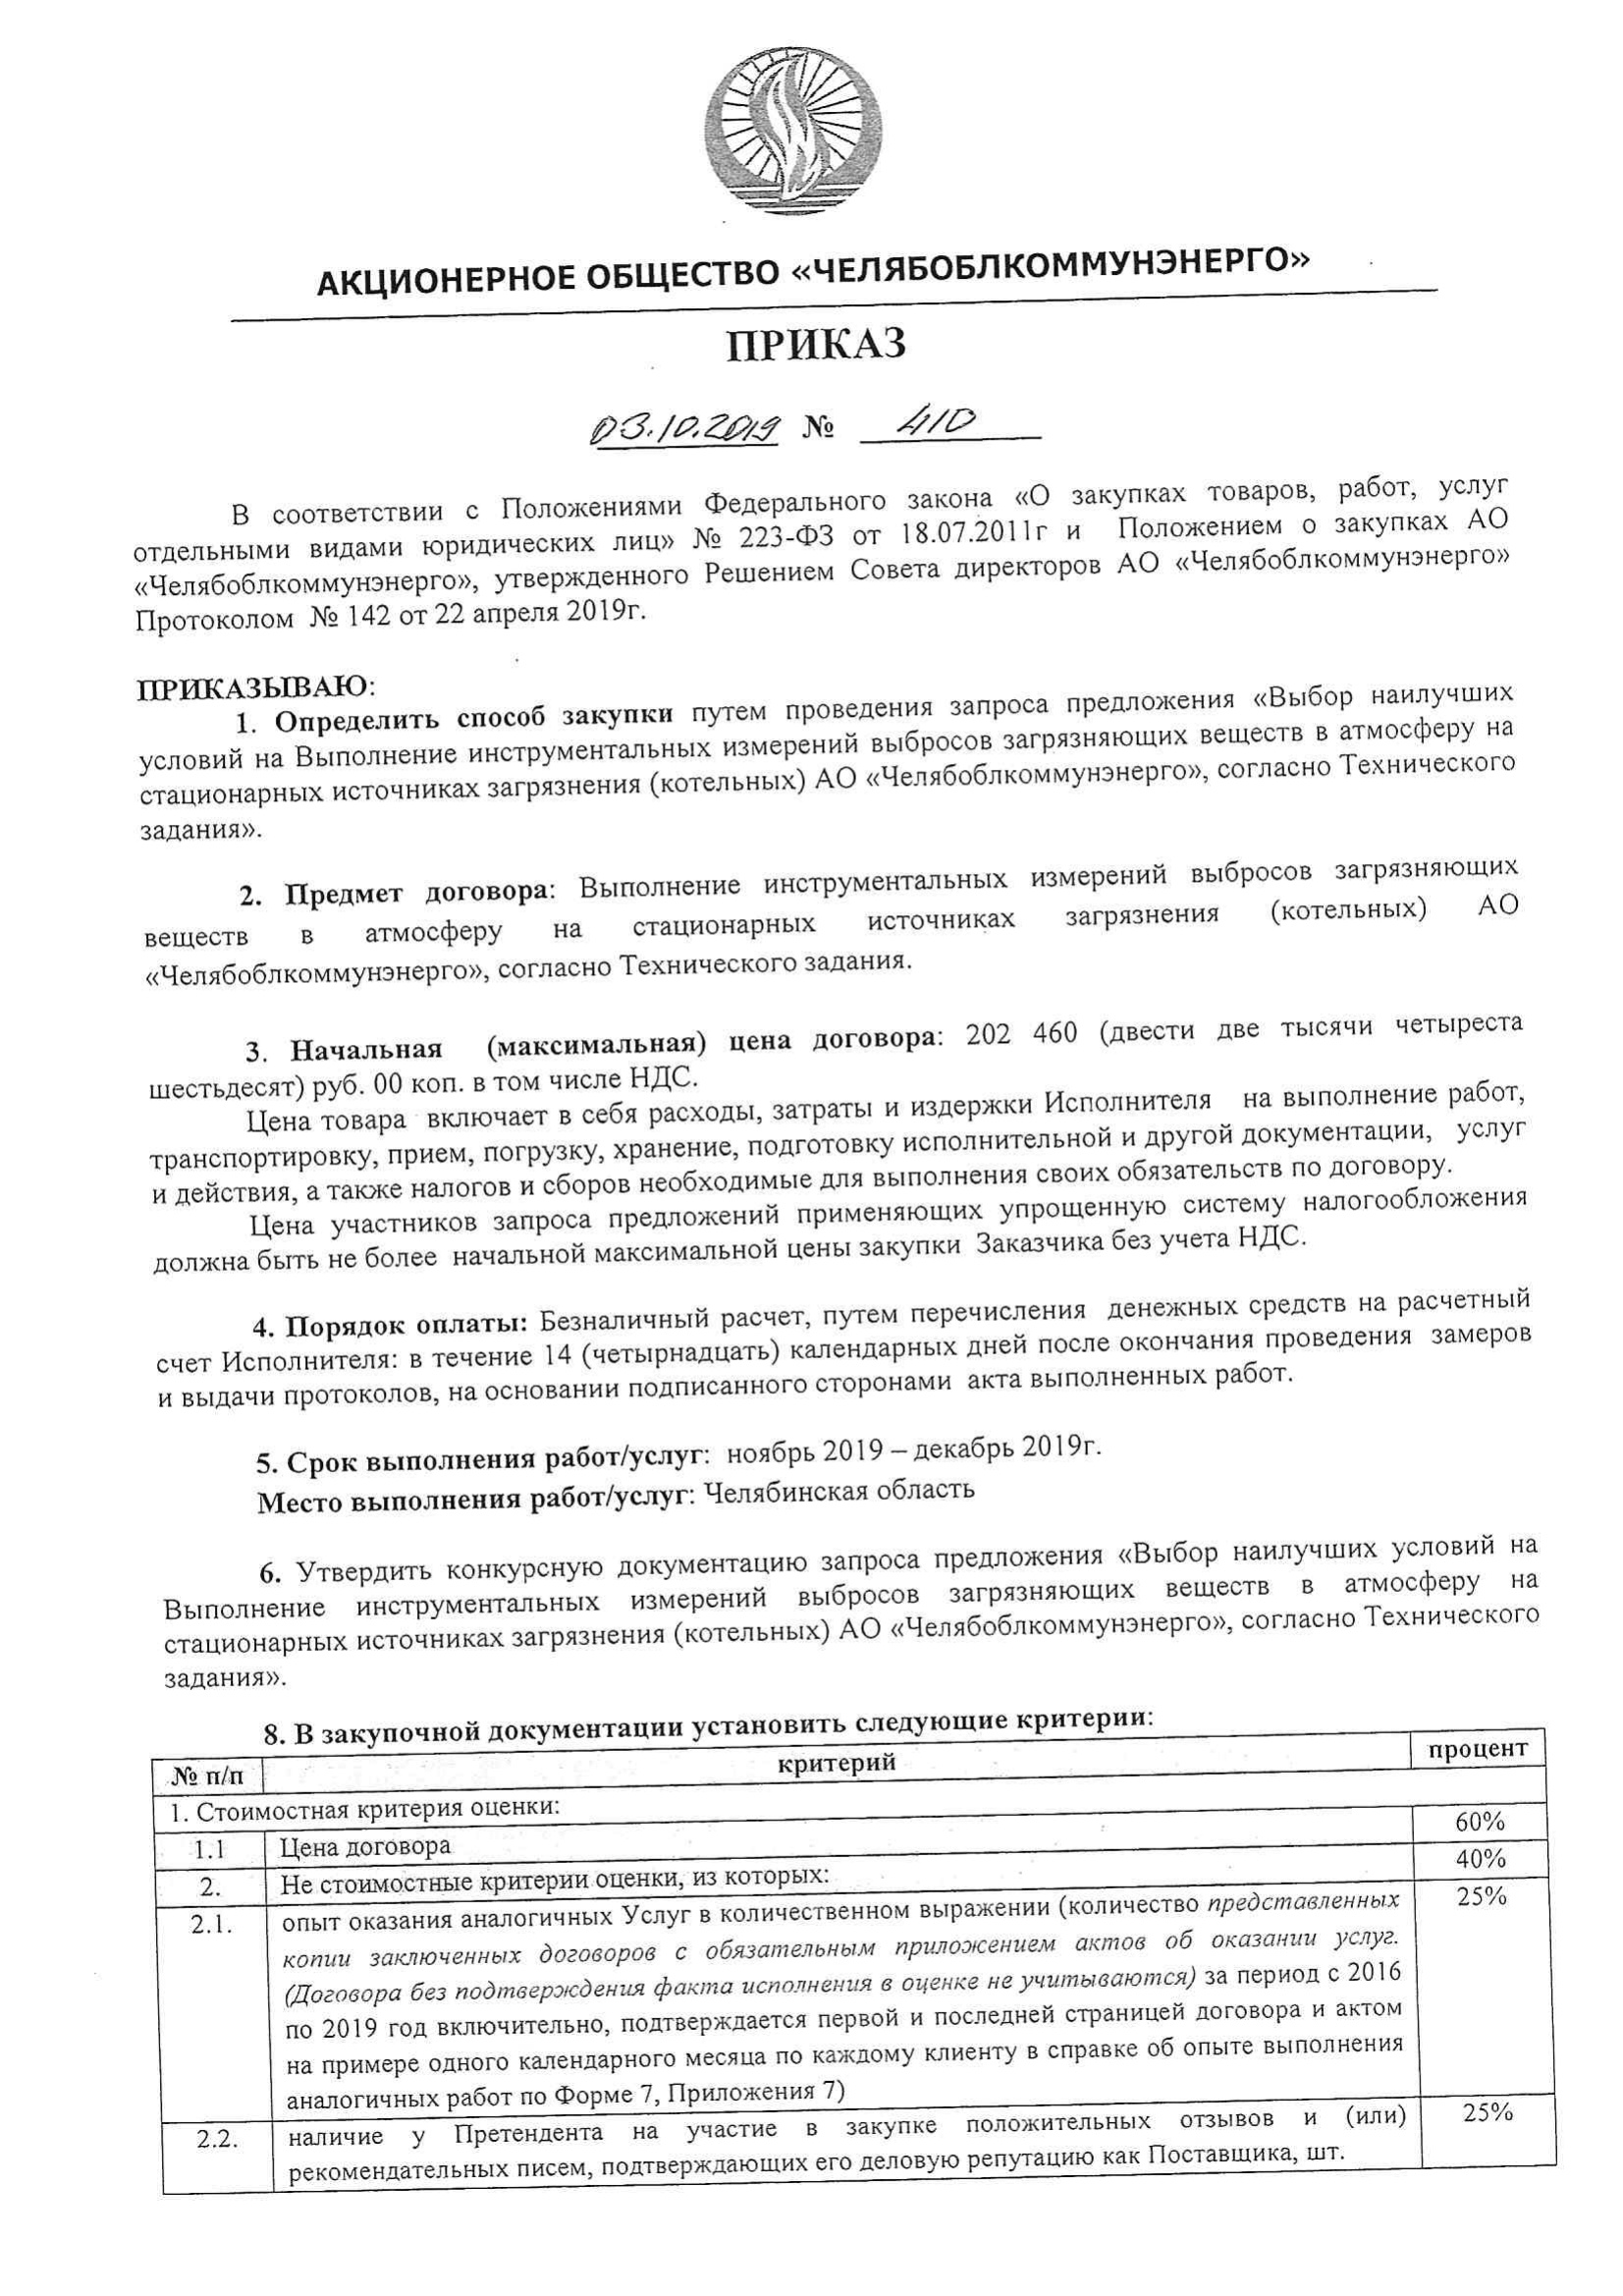 АКЦИОНЕРНОЕ ОБЩЕСТВО «ЧЕЛЯБОБЛКОММУНЭНЕРГО»
ПРИКАЗ
03.10.2019 № 410
В соответствии с Положениями Федерального закона «О закупках товаров, работ, услуг
отдельными видами юридических лиц» № 223-ФЗ от 18.07.2011г и Положением о закупках АО
«Челябоблкоммунэнерго», утвержденного Решением Совета директоров АО «Челябоблкоммунэнерго»
Протоколом № 142 от 22 апреля 2019г.
ПРИКАЗЫВАЮ:
1. Определить способ закупки путем проведения запроса предложения «Выбор наилучших
условий на Выполнение инструментальных измерений выбросов загрязняющих веществ в атмосферу на
стационарных источниках загрязнения (котельных) АО «Челябоблкоммунэнерго», согласно Технического
задания».
2. Предмет договора: Выполнение инструментальных измерений выбросов загрязняющих
веществ в атмосферу на стационарных источниках загрязнения (котельных) АО
«Челябоблкоммунэнерго», согласно Технического задания.
3. Начальная (максимальная) цена договора: 202 460 (двести две тысячи четыреста
шестьдесят) руб. 00 коп. в том числе НДС.
Цена товара включает в себя расходы, затраты и издержки Исполнителя на выполнение работ,
транспортировку, прием, погрузку, хранение, подготовку исполнительной и другой документации, услуг
и действия, а также налогов и сборов необходимые для выполнения своих обязательств по договору.
Цена участников запроса предложений применяющих упрощенную систему налогообложения
должна быть не более начальной максимальной цены закупки Заказчика без учета НДС.
4. Порядок оплаты: Безналичный расчет, путем перечисления денежных средств на расчетный
счет Исполнителя: в течение 14 (четырнадцать) календарных дней после окончания проведения замеров
и выдачи протоколов, на основании подписанного сторонами акта выполненных работ.
5. Срок выполнения работ/услуг: ноябрь 2019 – декабрь 2019г.
Место выполнения работ/услуг: Челябинская область
6. Утвердить конкурсную документацию запроса предложения «Выбор наилучших условий на
Выполнение инструментальных измерений выбросов загрязняющих веществ в атмосферу на
стационарных источниках загрязнения (котельных) АО «Челябоблкоммунэнерго», согласно Технического
задания».
8. В закупочной документации установить следующие критерии:
№ п/п критерий процент
1. Стоимостная критерия оценки:
1.1 Цена договора 60%
2. Не стоимостные критерии оценки, из которых: 40%
2.1. опыт оказания аналогичных Услуг в количественном выражении (количество представленных 25%
копии заключенных договоров с обязательным приложением актов об оказании услуг.
(Договора без подтверждения факта исполнения в оценке не учитываются) за период с 2016
по 2019 год включительно, подтверждается первой и последней страницей договора и актом
на примере одного календарного месяца по каждому клиенту в справке об опыте выполнения
аналогичных работ по Форме 7, Приложения 7)
2.2. наличие у Претендента на участие в закупке положительных отзывов и (или) 25%
рекомендательных писем, подтверждающих его деловую репутацию как Поставщика, шт.